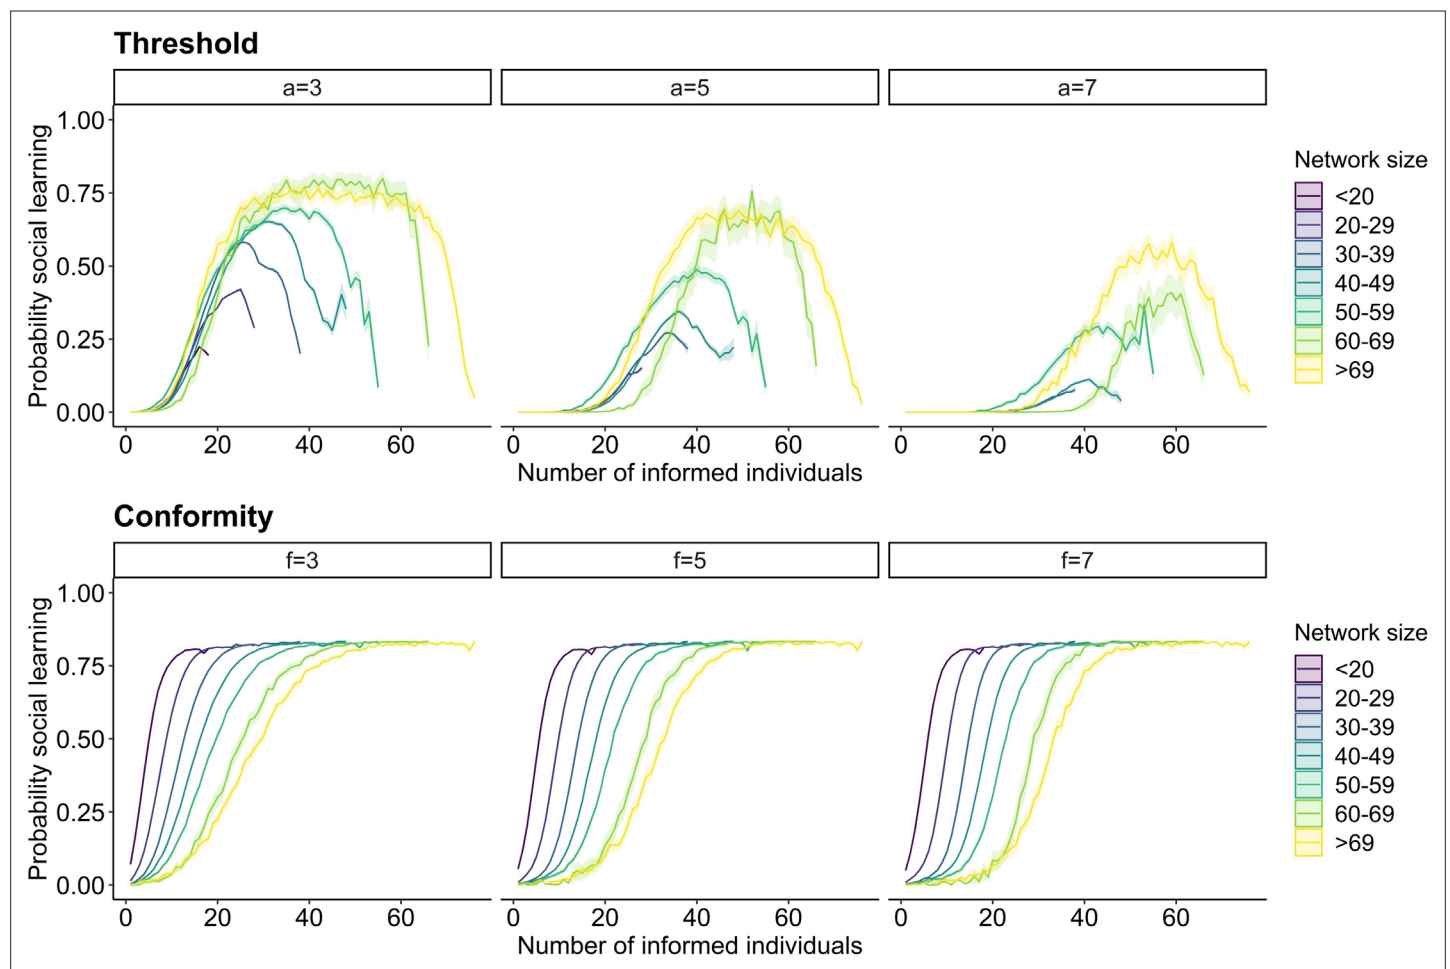 Threshold
a=3
a=5
a=7
Probability social learning
1.00
0.75
0.50
0.25
0.00
0 20 40 60
0 20 40 60
0 20 40 60
Number of informed individuals
Network size
<20
20-29
30-39
40-49
50-59
60-69
>69
Conformity
f=3
f=5
f=7
Probability social learning
1.00
0.75
0.50
0.25
0.00
0 20 40 60
0 20 40 60
0 20 40 60
Number of informed individuals
Network size
<20
20-29
30-39
40-49
50-59
60-69
>69